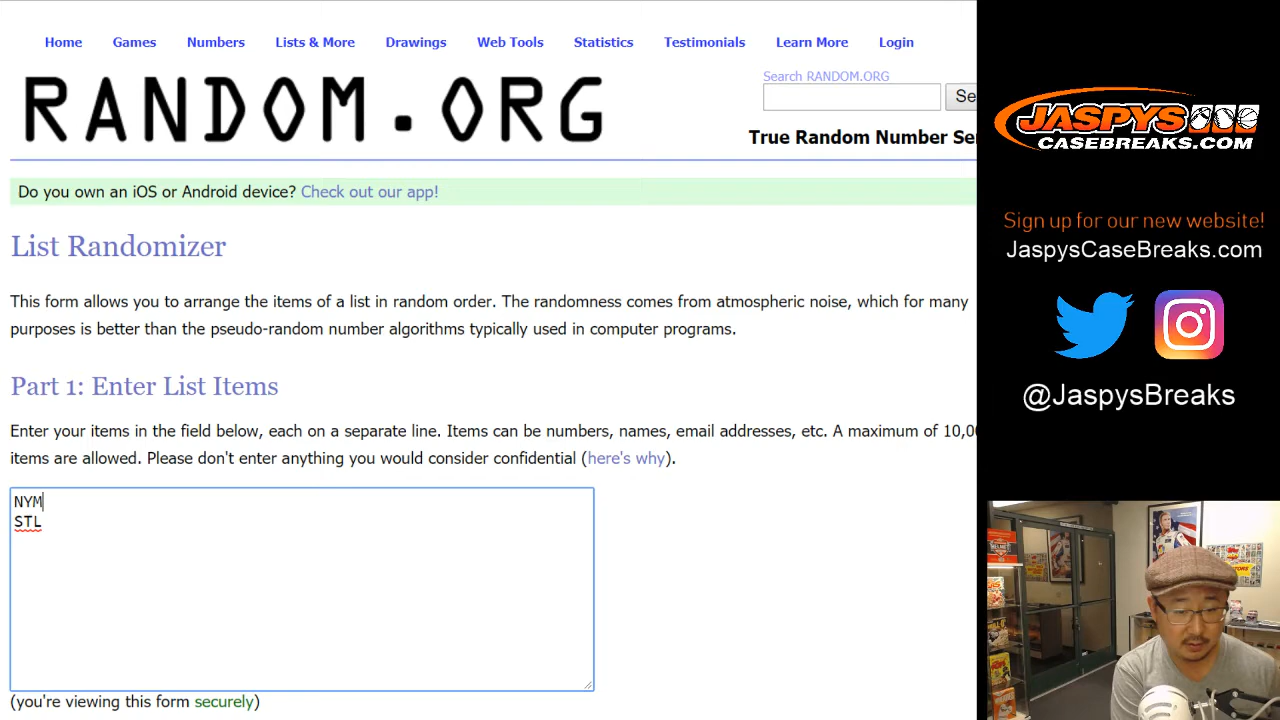 Home Games Numbers Lists & More Drawings Web Tools Statistics Testimonials Learn More Login
RANDOM.ORG
Search RANDOM.ORG
Se
True Random Number Se
Do you own an iOS or Android device? Check out our app!
List Randomizer
This form allows you to arrange the items of a list in random order. The randomness comes from atmospheric noise, which for many
purposes is better than the pseudo-random number algorithms typically used in computer programs.
Part 1: Enter List Items
Enter your items in the field below, each on a separate line. Items can be numbers, names, email addresses, etc. A maximum of 10,00
items are allowed. Please don't enter anything you would consider confidential (here's why).
NYM
STL
(you're viewing this form securely)
JASPYS
CASEBREAKS.COM
Sign up for our new website!
JaspysCaseBreaks.com
@JaspysBreaks